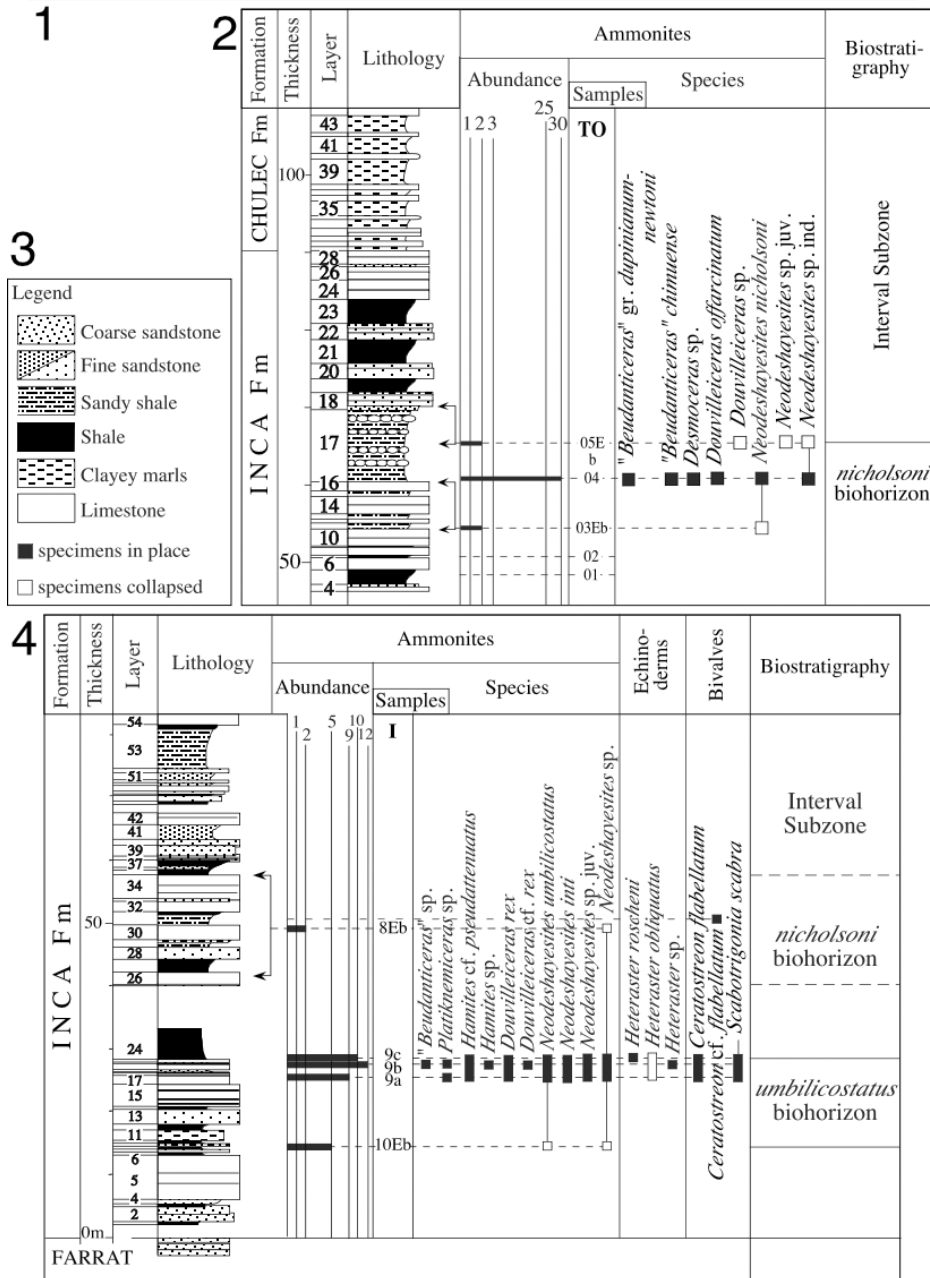 1
2
Formation
Thickness
Layer
Lithology
Ammonites
Abundance
Samples
Species
Biostrati-
graphy
1 2 3
25
30
TO
CHULEC Fm
INCA Fm
100
50
43
41
39
35
28
26
24
23
22
21
20
18
17
16
14
10
6
4
05E
b
04
03Eb
02
01
"Beudanticeras" gr. dupinianum-
newtoni
"Beudanticeras" chimuense
Desmoceras sp.
Douvilleiceras offarcinatum
Douvilleiceras sp.
Neodeshayesites nicholsoni
Neodeshayesites sp. juv.
Neodeshayesites sp. ind.
Interval Subzone
nicholsoni
biohorizon
3
Legend
Coarse sandstone
Fine sandstone
Sandy shale
Shale
Clayey marls
Limestone
specimens in place
specimens collapsed
4
Formation
Thickness
Layer
Lithology
Ammonites
Abundance
Samples
Species
Echino-
derms
Bivalves
Biostratigraphy
1
2
5
9
10
12
I
INCA Fm
FARRAT
50
0m
54
53
51
42
41
39
37
34
32
30
28
26
24
17
15
13
11
6
5
4
2
8Eb
9c
9b
9a
10Eb
"Beudanticeras" sp.
Platiknemiceras sp.
Hamites cf. pseudattenuatus
Hamites sp.
Douvilleiceras rex
Douvilleiceras cf. rex
Neodeshayesites umbilicostatus
Neodeshayesites inti
Neodeshayesites sp. juv.
Neodeshayesites sp.
Heteraster roscheni
Heteraster obliquatus
Heteraster sp.
Ceratostreon flabellatum
Ceratostreon cf. flabellatum
Scabotrigonia scabra
Interval
Subzone
nicholsoni
biohorizon
umbilicostatus
biohorizon